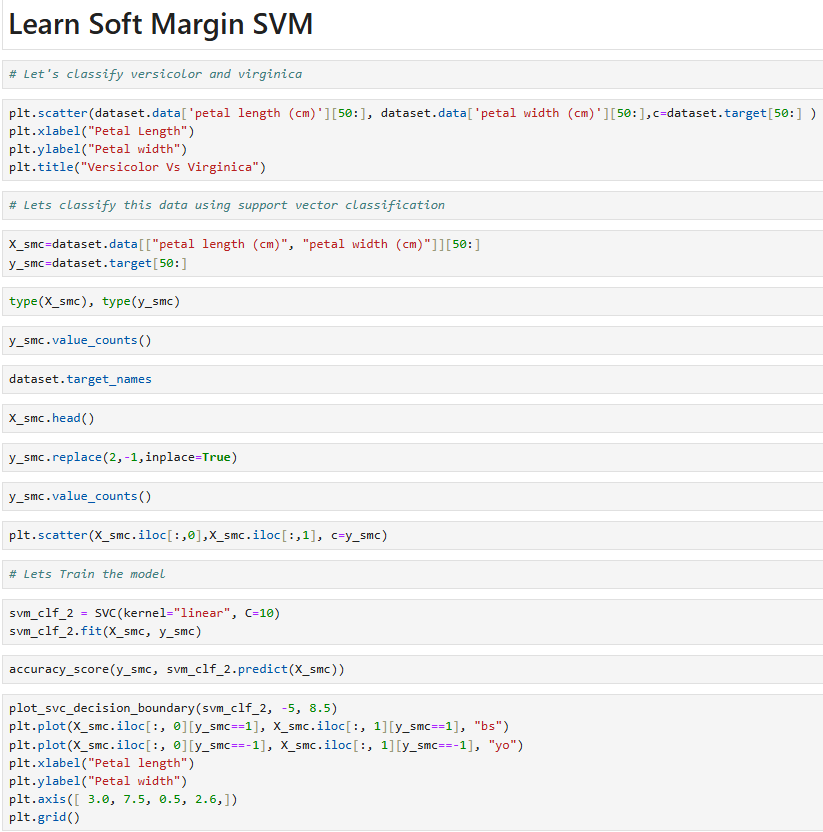 Learn Soft Margin SVM
# Let's classify versicolor and virginica
plt.scatter(dataset.data['petal length (cm)'][50:], dataset.data['petal width (cm)'][50:],c=dataset.target[50:] )
plt.xlabel("Petal Length")
plt.ylabel("Petal width")
plt.title("Versicolor Vs Virginica")
# Lets classify this data using support vector classification
X_smc=dataset.data[["petal length (cm)", "petal width (cm)"]][50:]
y_smc=dataset.target[50:]
type(X_smc), type(y_smc)
y_smc.value_counts()
dataset.target_names
X_smc.head()
y_smc.replace(2,-1,inplace=True)
y_smc.value_counts()
plt.scatter(X_smc.iloc[:,0],X_smc.iloc[:,1], c=y_smc)
# Lets Train the model
svm_clf_2 = SVC(kernel="linear", C=10)
svm_clf_2.fit(X_smc, y_smc)
accuracy_score(y_smc, svm_clf_2.predict(X_smc))
plot_svc_decision_boundary(svm_clf_2, -5, 8.5)
plt.plot(X_smc.iloc[:, 0][y_smc==1], X_smc.iloc[:, 1][y_smc==1], "bs")
plt.plot(X_smc.iloc[:, 0][y_smc==-1], X_smc.iloc[:, 1][y_smc==-1], "yo")
plt.xlabel("Petal length")
plt.ylabel("Petal width")
plt.axis([ 3.0, 7.5, 0.5, 2.6,])
plt.grid()